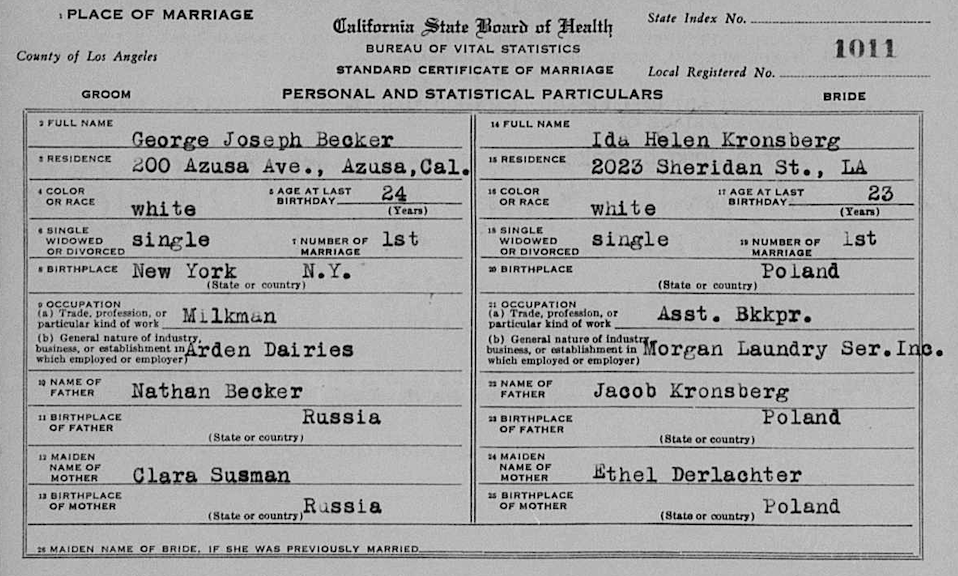 1 PLACE OF MARRIAGE
California State Board of Health
State Index No.
BUREAU OF VITAL STATISTICS
County of Los Angeles
1011
STANDARD CERTIFICATE OF MARRIAGE
Local Registered No.
GROOM PERSONAL AND STATISTICAL PARTICULARS BRIDE
2 FULL NAME George Joseph Becker
3 RESIDENCE 200 Azusa Ave., Azusa,Cal.
4 COLOR OR RACE white 5 AGE AT LAST BIRTHDAY 24 (Years)
6 SINGLE WIDOWED OR DIVORCED single 7 NUMBER OF MARRIAGE 1st
8 BIRTHPLACE New York N.Y.
(State or country)
9 OCCUPATION
(a) Trade, profession, or
particular kind of work Milkman
(b) General nature of industry,
business, or establishment in Arden Dairies
which employed or employer)
10 NAME OF FATHER Nathan Becker
11 BIRTHPLACE OF FATHER Russia
(State or country)
12 MAIDEN NAME OF MOTHER Clara Susman
13 BIRTHPLACE OF MOTHER Russia
(State or country)
14 FULL NAME Ida Helen Kronsberg
15 RESIDENCE 2023 Sheridan St., LA
16 COLOR OR RACE white 17 AGE AT LAST BIRTHDAY 23 (Years)
18 SINGLE WIDOWED OR DIVORCED single 19 NUMBER OF MARRIAGE 1st
20 BIRTHPLACE Poland
(State or country)
21 OCCUPATION
(a) Trade, profession, or
particular kind of work Asst. Bkkpr.
(b) General nature of industry,
business, or establishment in Morgan Laundry Ser.Inc.
which employed or employer)
22 NAME OF FATHER Jacob Kronsberg
23 BIRTHPLACE OF FATHER Poland
(State or country)
24 MAIDEN NAME OF MOTHER Ethel Derlachter
25 BIRTHPLACE OF MOTHER Poland
(State or country)
26 MAIDEN NAME OF BRIDE, IF SHE WAS PREVIOUSLY MARRIED